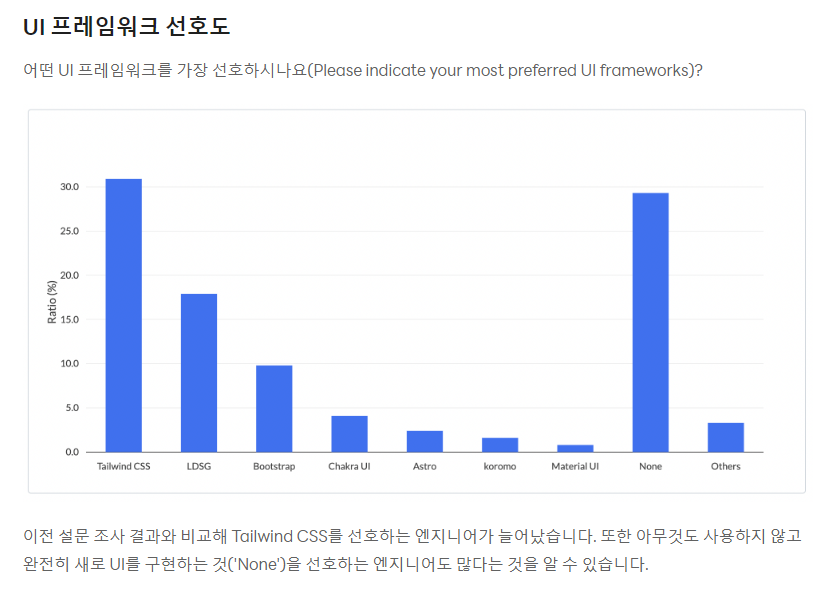 UI 프레임워크 선호도
어떤 UI 프레임워크를 가장 선호하시나요(Please indicate your most preferred UI frameworks)?
30.0
25.0
20.0
15.0
10.0
5.0
0.0
Ratio (%)
Tailwind CSS
LDSG
Bootstrap
Chakra UI
Astro
koromo
Material UI
None
Others
이전 설문 조사 결과와 비교해 Tailwind CSS를 선호하는 엔지니어가 늘어났습니다. 또한 아무것도 사용하지 않고
완전히 새로 UI를 구현하는 것('None')을 선호하는 엔지니어도 많다는 것을 알 수 있습니다.